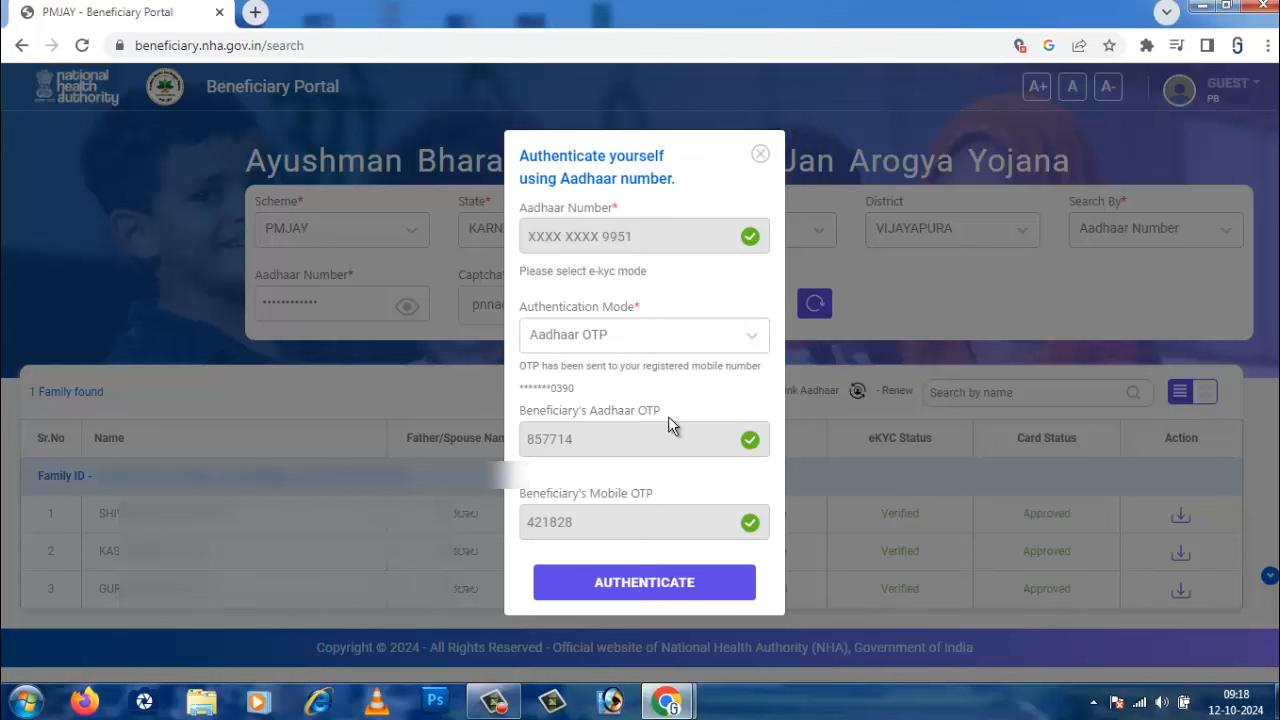 PMJAY - Beneficiary Portal
beneficiary.nha.gov.in/search
national health authority
Beneficiary Portal
A+ A A-
GUEST
PB
Ayushman Bhara
Jan Arogya Yojana
Scheme*
PMJAY
State*
KARN
District
VIJAYAPURA
Search By*
Aadhaar Number
Aadhaar Number*
Captcha
pnna
Authenticate yourself
using Aadhaar number.
Aadhaar Number*
XXXX XXXX 9951
Please select e-kyc mode
Authentication Mode*
Aadhaar OTP
OTP has been sent to your registered mobile number
*******0390
Beneficiary's Aadhaar OTP
857714
Beneficiary's Mobile OTP
421828
AUTHENTICATE
1 Family found
nk Aadhaar - Renew Search by name
Sr.No Name Father/Spouse Nam eKYC Status Card Status Action
Family ID -
1 SHI Verified Approved
2 KAS Verified Approved
3 GUR Verified Approved
Copyright © 2024 - All Rights Reserved - Official website of National Health Authority (NHA), Government of India
Ps
09:18
12-10-2024